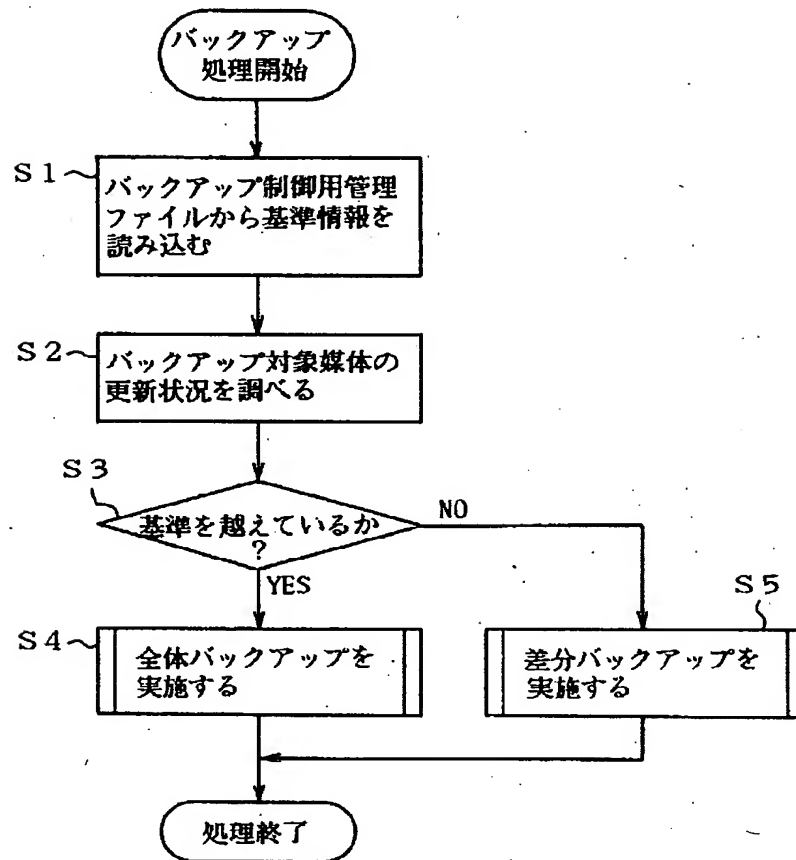 バックアップ
処理開始
S1
バックアップ制御用管理
ファイルから基準情報を
読み込む
S2
バックアップ対象媒体の
更新状況を調べる
S3
基準を越えているか
?
NO
YES
S4
全体バックアップを
実施する
S5
差分バックアップを
実施する
処理終了